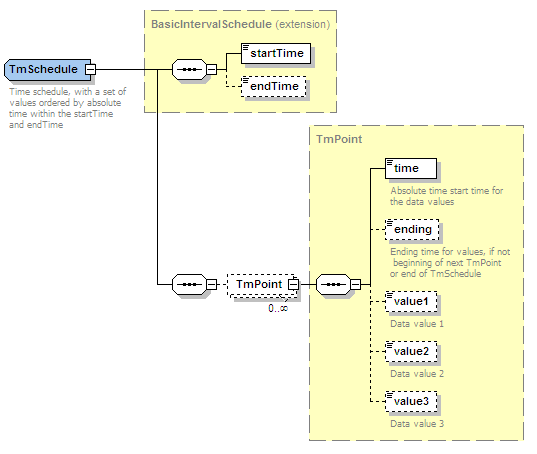 BasicIntervalSchedule (extension)
TmSchedule
startTime
endTime
Time schedule, with a set of
values ordered by absolute
time within the startTime
and endTime
TmPoint
time
Absolute time start time for
the data values
ending
Ending time for values, if not
beginning of next TmPoint
or end of TmSchedule
TmPoint
0..∞
value1
Data value 1
value2
Data value 2
value3
Data value 3